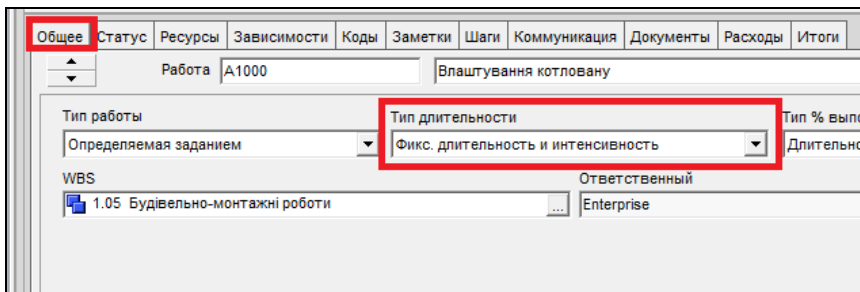 Общее Статус Ресурсы Зависимости Коды Заметки Шаги Коммуникация Документы Расходы Итоги
Работа A1000 Влаштування котловану
Тип работы Тип длительности Тип %
Определяемая заданием Фикс. длительность и интенсивность
WBS Ответственный
1.05 Будівельно-монтажні роботи ... Enterprise